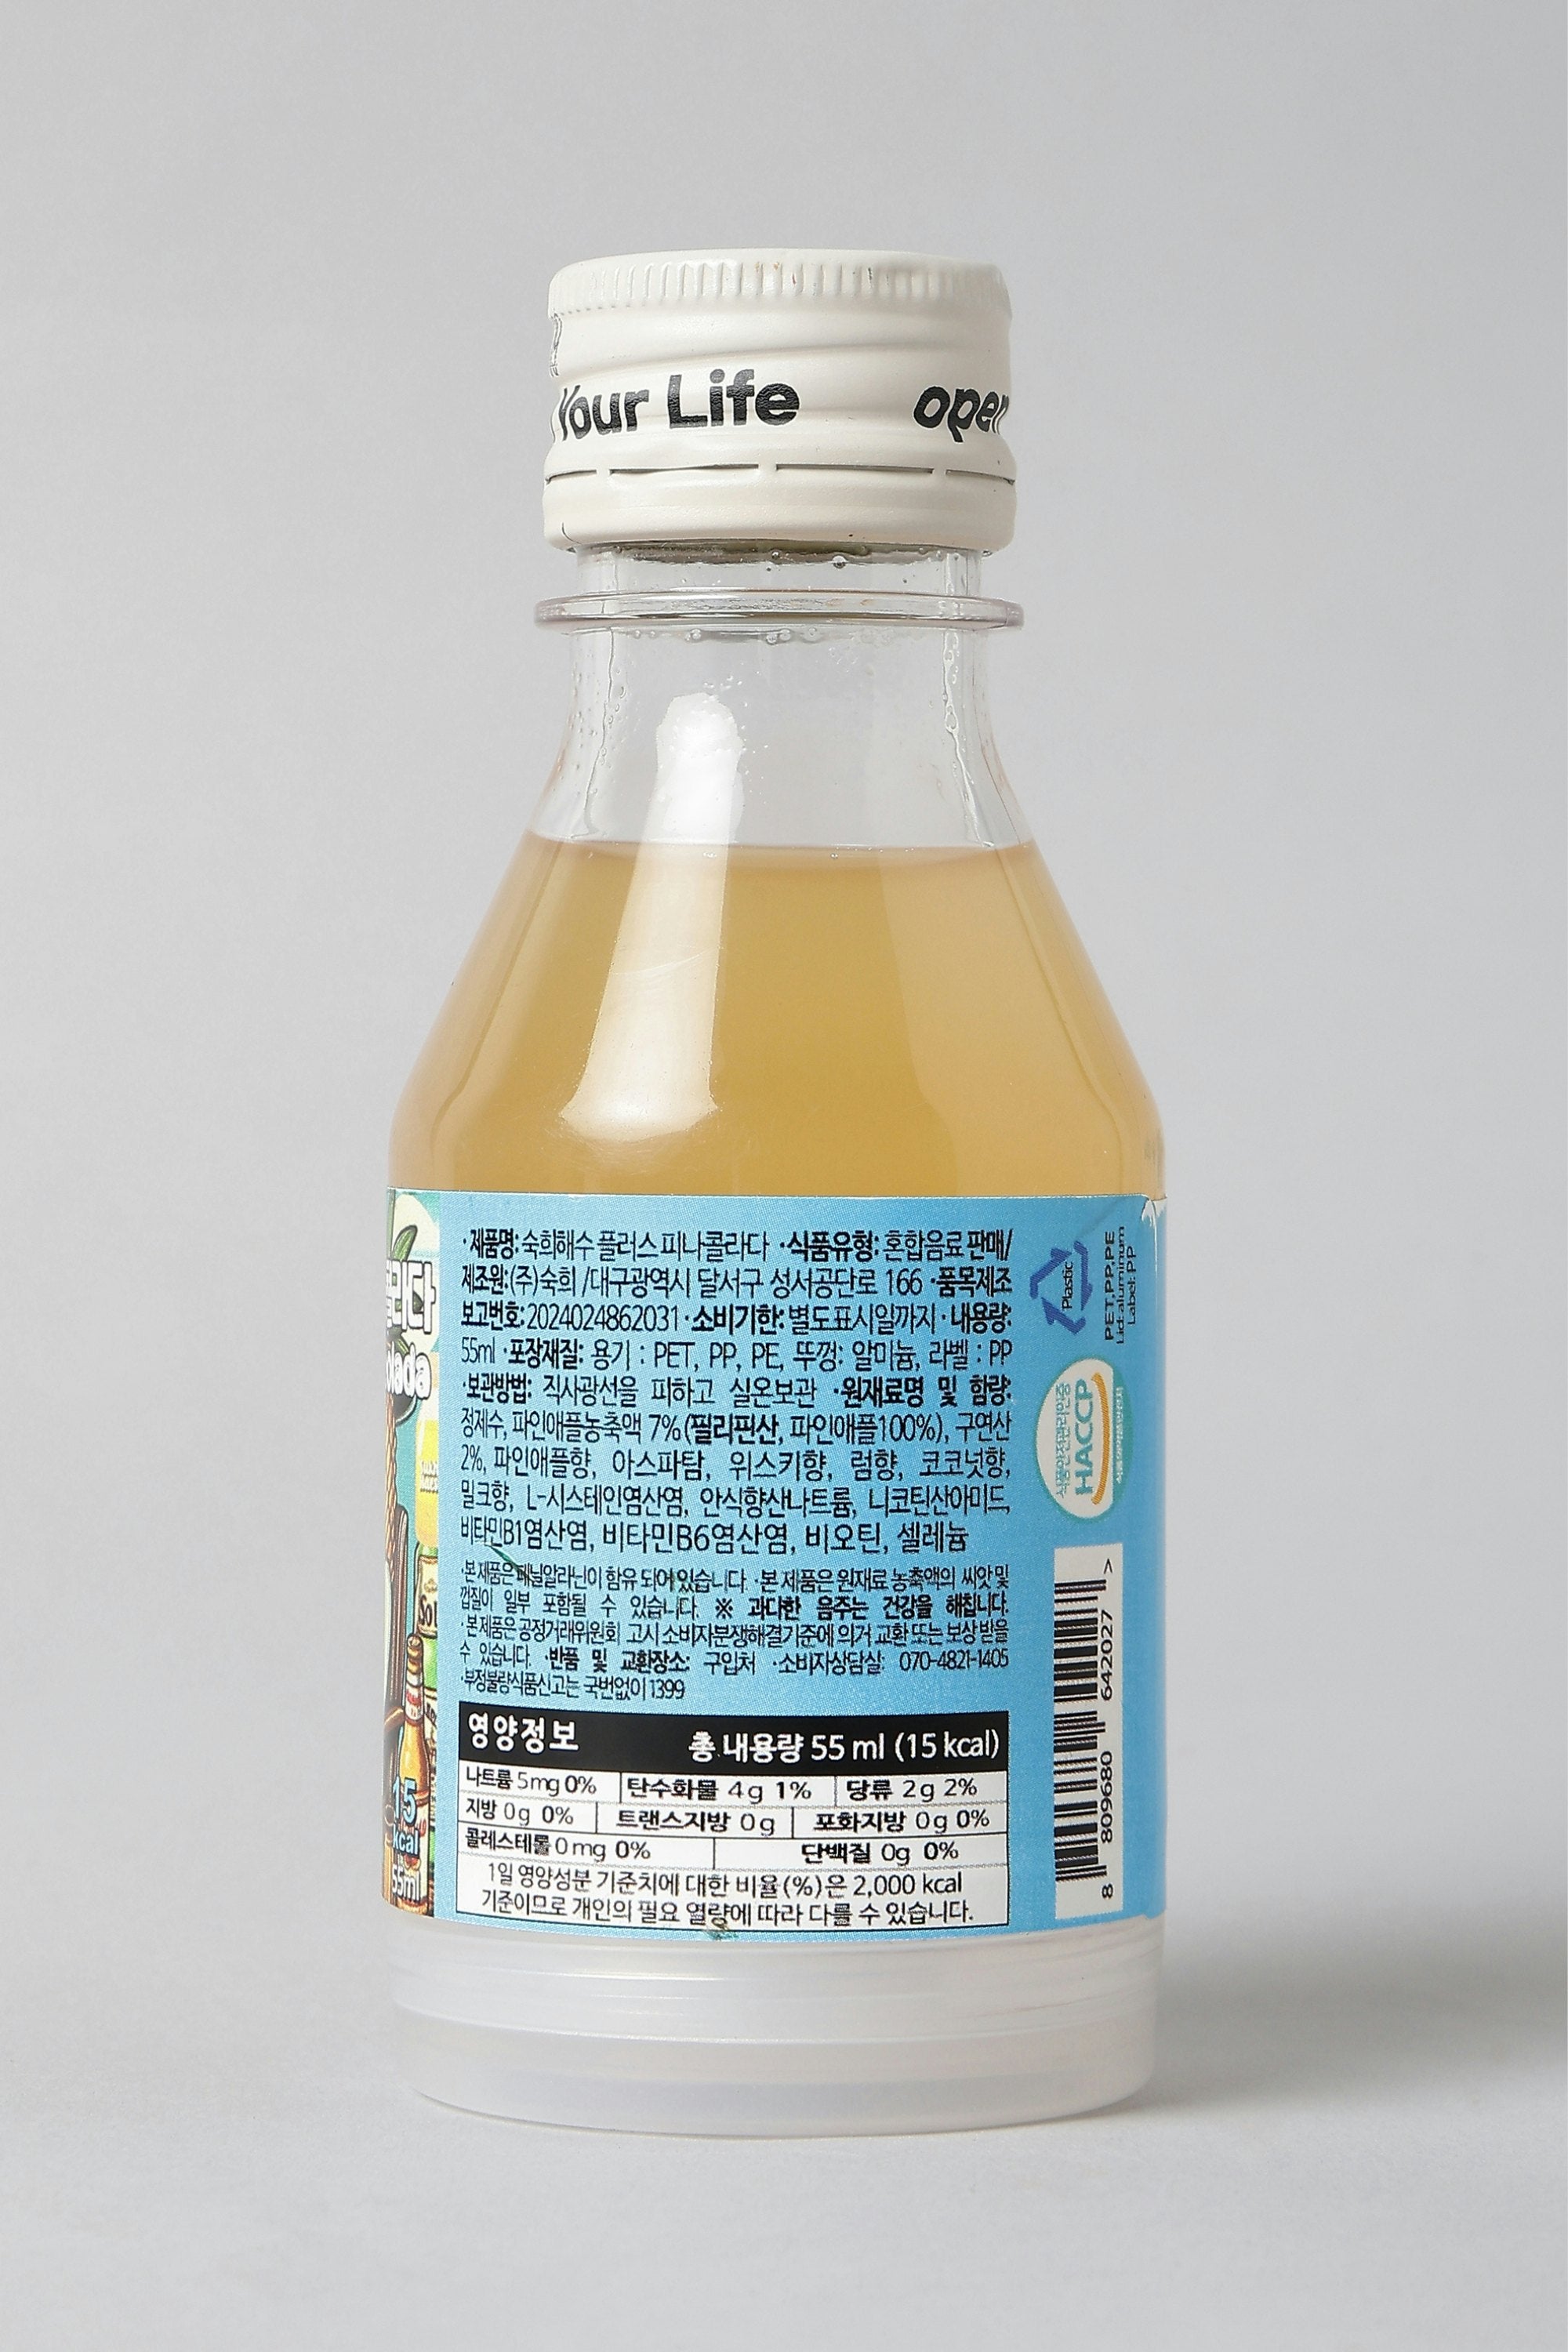 Your Life
open
·제품명: 숙희해수 플러스 피나콜라다 ·식품유형: 혼합음료 판매/
제조원: (주)숙희 /대구광역시 달서구 성서공단로 166 ·품목제조
보고번호: 2024024862031 ·소비기한: 별도표시일까지 ·내용량:
55ml ·포장재질: 용기 : PET, PP, PE, 뚜껑: 알미늄, 라벨 : PP
·보관방법: 직사광선을 피하고 실온보관 ·원재료명 및 함량:
정제수, 파인애플농축액 7%(필리핀산, 파인애플100%), 구연산
2%, 파인애플향, 아스파탐, 위스키향, 럼향, 코코넛향,
밀크향, L-시스테인염산염, 안식향산나트륨, 니코틴산아미드,
비타민B1염산염, 비타민B6염산염, 비오틴, 셀레늄
·본 제품은 페닐알라닌이 함유 되어 있습니다. ·본 제품은 원재료 농축액의 씨앗 및
껍질이 일부 포함될 수 있습니다. ※ 과다한 음주는 건강을 해칩니다.
·본 제품은 공정거래위원회 고시 소비자분쟁해결기준에 의거 교환 또는 보상 받을
수 있습니다. ·반품 및 교환장소: 구입처 ·소비자상담실: 070-4821-1405
·부정불량식품신고는 국번없이 1399
영양정보 총 내용량 55 ml (15 kcal)
나트륨 5mg 0% 탄수화물 4g 1% 당류 2g 2%
지방 0g 0% 트랜스지방 0g 포화지방 0g 0%
콜레스테롤 0mg 0% 단백질 0g 0%
1일 영양성분 기준치에 대한 비율(%)은 2,000 kcal
기준이므로 개인의 필요 열량에 따라 다를 수 있습니다.
Plastic
PET,PP,PE
Lid: aluminum
Label: PP
식품안전관리인증
HACCP
8 809680 642027 >
라다
olada
15
kcal
55ml